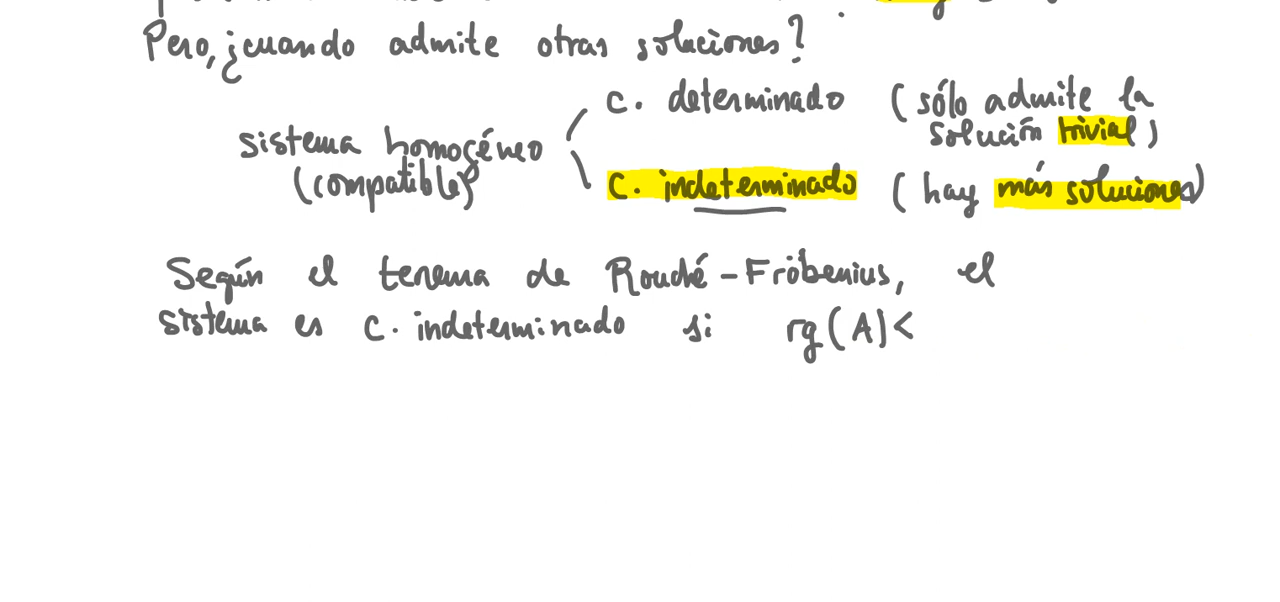 Pero, ¿cuando admite otras soluciones?
c. determinado (sólo admite la
solución trivial)
sistema homogéneo
(compatible)
c. indeterminado (hay más soluciones)
Según el teorema de Rouché-Fröbenius, el
sistema es c. indeterminado si rg(A)<